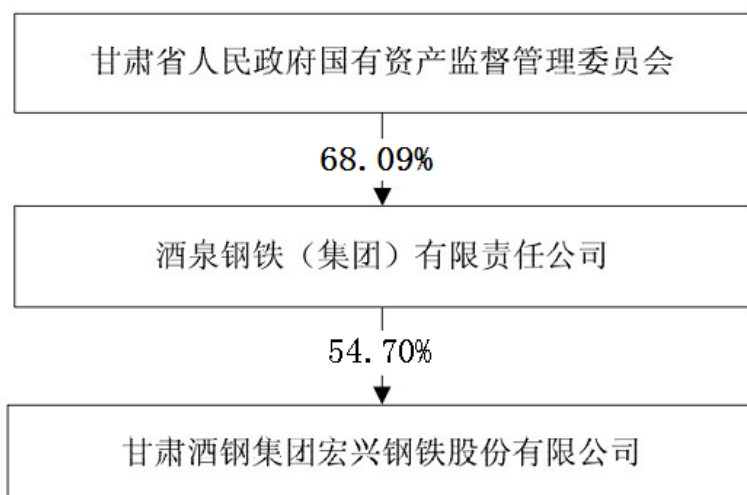 甘肃省人民政府国有资产监督管理委员会
68.09%
酒泉钢铁（集团）有限责任公司
54.70%
甘肃酒钢集团宏兴钢铁股份有限公司